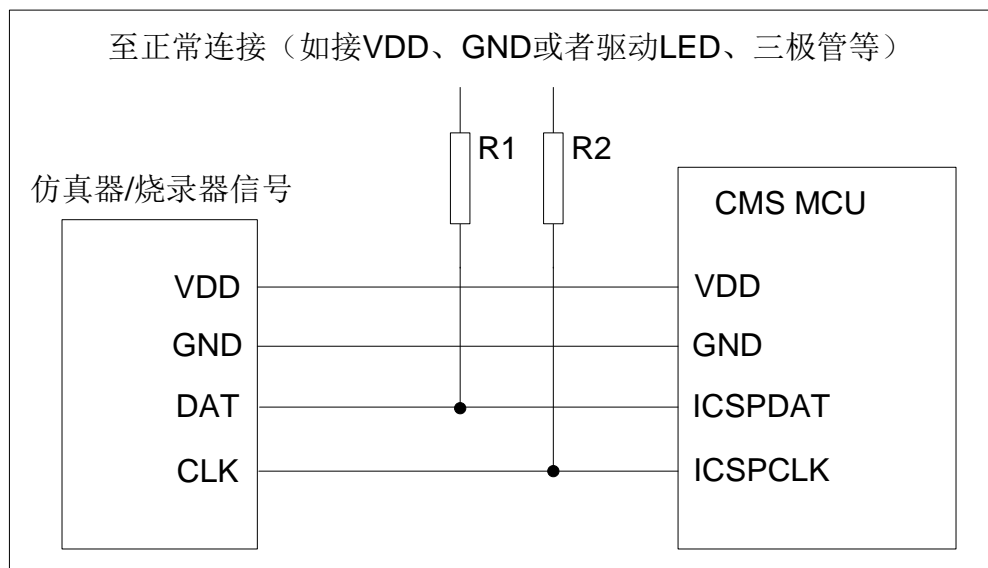 至正常连接（如接VDD、GND或者驱动LED、三极管等）
R1
R2
仿真器/烧录器信号
CMS MCU
VDD
VDD
GND
GND
DAT
ICSPDAT
CLK
ICSPCLK